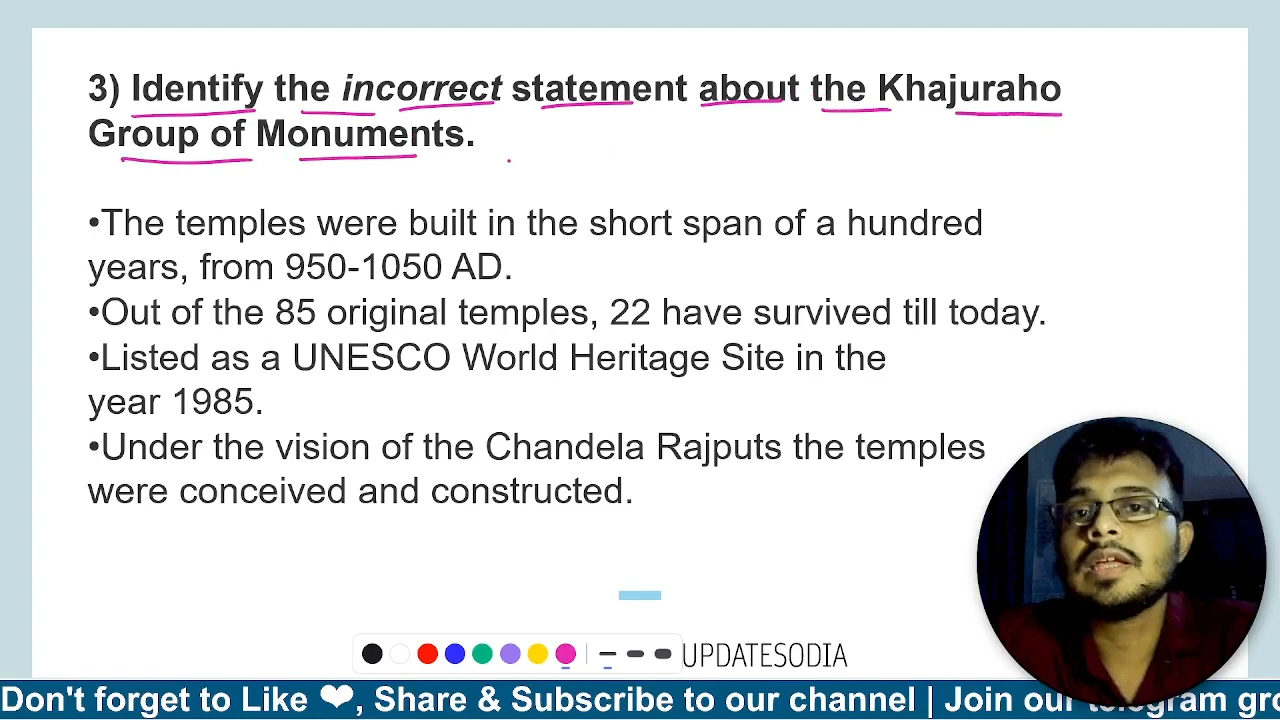 3) Identify the incorrect statement about the Khajuraho
Group of Monuments.
•The temples were built in the short span of a hundred
years, from 950-1050 AD.
•Out of the 85 original temples, 22 have survived till today.
•Listed as a UNESCO World Heritage Site in the
year 1985.
•Under the vision of the Chandela Rajputs the temples
were conceived and constructed.
UPDATESODIA
Don't forget to Like ❤, Share & Subscribe to our channel | Join our telegram gro